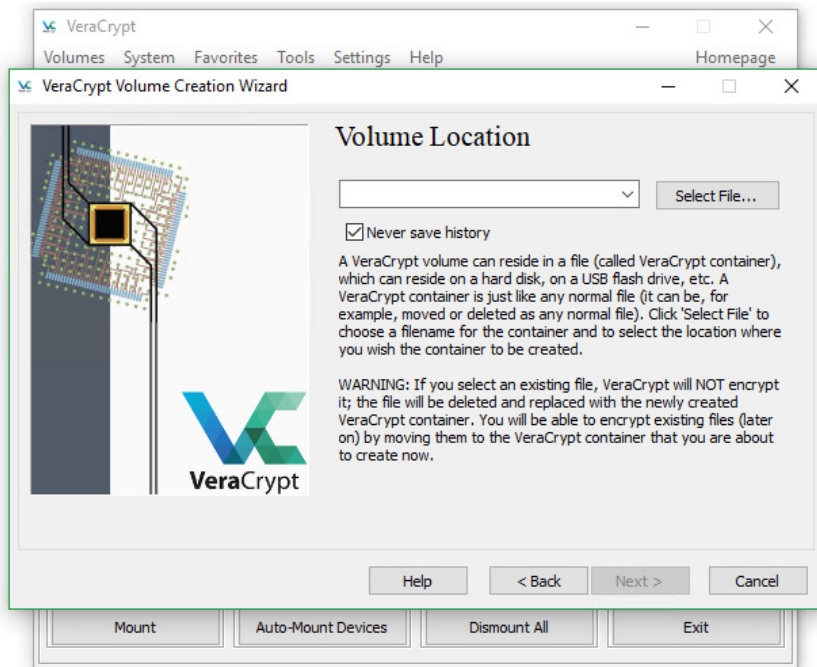 VeraCrypt
Volumes System Favorites Tools Settings Help Homepage
VeraCrypt Volume Creation Wizard
Volume Location
Select File...
Never save history
A VeraCrypt volume can reside in a file (called VeraCrypt container),
which can reside on a hard disk, on a USB flash drive, etc. A
VeraCrypt container is just like any normal file (it can be, for
example, moved or deleted as any normal file). Click 'Select File' to
choose a filename for the container and to select the location where
you wish the container to be created.
WARNING: If you select an existing file, VeraCrypt will NOT encrypt
it; the file will be deleted and replaced with the newly created
VeraCrypt container. You will be able to encrypt existing files (later
on) by moving them to the VeraCrypt container that you are about
to create now.
VeraCrypt
Help < Back Next > Cancel
Mount Auto-Mount Devices Dismount All Exit